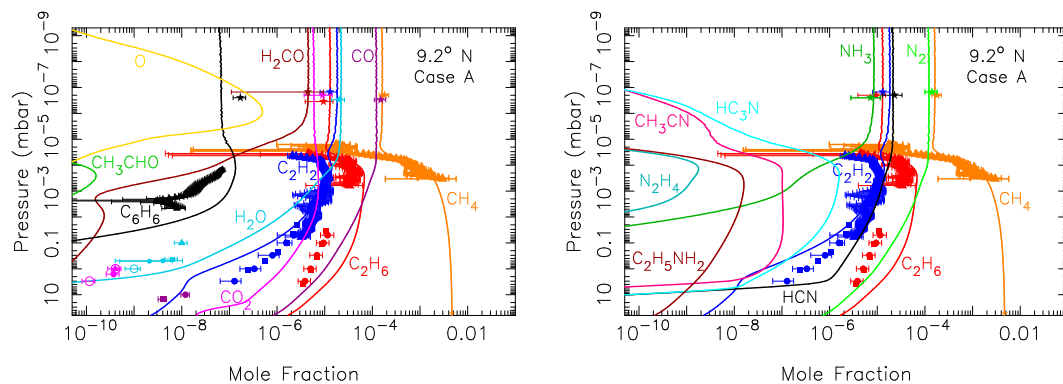 10⁻⁹
10⁻⁷
10⁻⁵
10⁻³
0.1
10
Pressure (mbar)
O
H₂CO
CO
9.2° N
Case A
CH₃CHO
C₂H₂
C₆H₆
H₂O
CH₄
C₂H₆
CO₂
10⁻¹⁰
10⁻⁸
10⁻⁶
10⁻⁴
0.01
Mole Fraction
10⁻⁹
10⁻⁷
10⁻⁵
10⁻³
0.1
10
Pressure (mbar)
NH₃
N₂
9.2° N
Case A
HC₃N
CH₃CN
C₂H₂
N₂H₄
CH₄
C₂H₅NH₂
C₂H₆
HCN
10⁻¹⁰
10⁻⁸
10⁻⁶
10⁻⁴
0.01
Mole Fraction